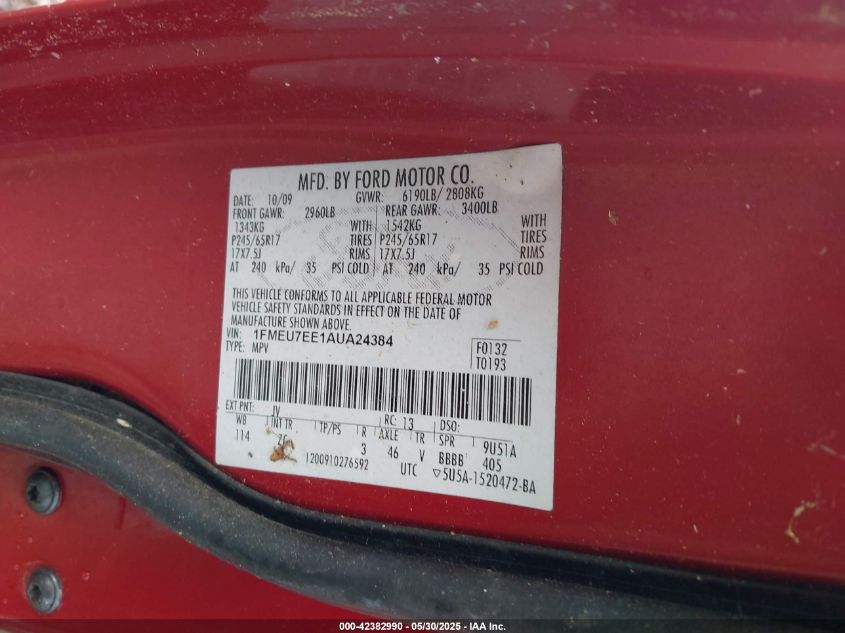 MFD. BY FORD MOTOR CO.
DATE: 10/09 GVWR: 6190LB/ 2808KG
FRONT GAWR: 2960LB REAR GAWR: 3400LB
1343KG WITH 1542KG WITH
P245/65R17 TIRES P245/65R17 TIRES
17X7.5J RIMS 17X7.5J RIMS
AT 240 kPa/ 35 PSI COLD AT 240 kPa/ 35 PSI COLD
THIS VEHICLE CONFORMS TO ALL APPLICABLE FEDERAL MOTOR
VEHICLE SAFETY STANDARDS IN EFFECT ON THE DATE OF
MANUFACTURE SHOWN ABOVE.
VIN: 1FMEU7EE1AUA24384
TYPE: MPV
F0132
T0193
EXT PNT: JV RC: 13 DSO:
WB INT TR TP/PS R AXLE TR SPR 9U51A
114 3 46 V BBBB 405
1200910276592 UTC ▽5U5A-1520472-BA
000-42382990 - 05/30/2025 - IAA Inc.